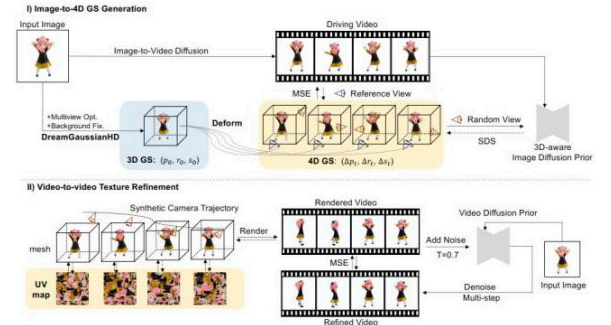 I) Image-to-4D GS Generation
Input Image
Driving Video
Image-to-Video Diffusion
MSE
Reference View
+Multiview Opt.
+Background Fix.
DreamGaussianHD
Deform
Random View
SDS
3D GS: (p₀, r₀, s₀)
4D GS: (Δpₜ, Δrₜ, Δsₜ)
3D-aware
Image Diffusion Prior
II) Video-to-video Texture Refinement
Synthetic Camera Trajectory
Rendered Video
Video Diffusion Prior
mesh
Render
Add Noise
T=0.7
MSE
UV
map
Input Image
Denoise
Multi-step
Refined Video